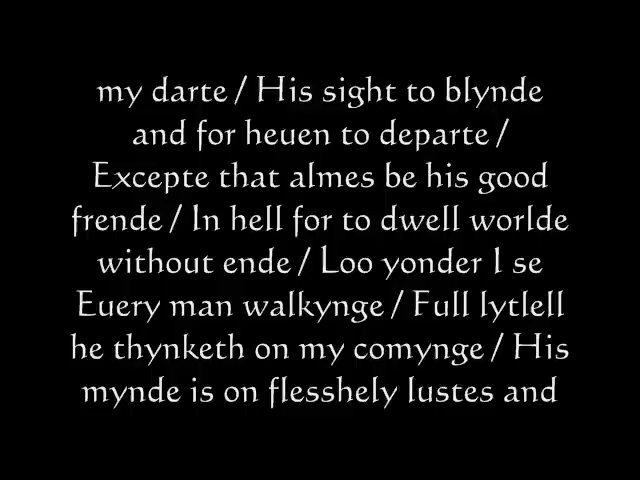 my darte / His sight to blynde
and for heuen to departe /
Excepte that almes be his good
frende / In hell for to dwell worlde
without ende / Loo yonder I se
Euery man walkynge / Full lytlell
he thynketh on my comynge / His
mynde is on flesshely lustes and